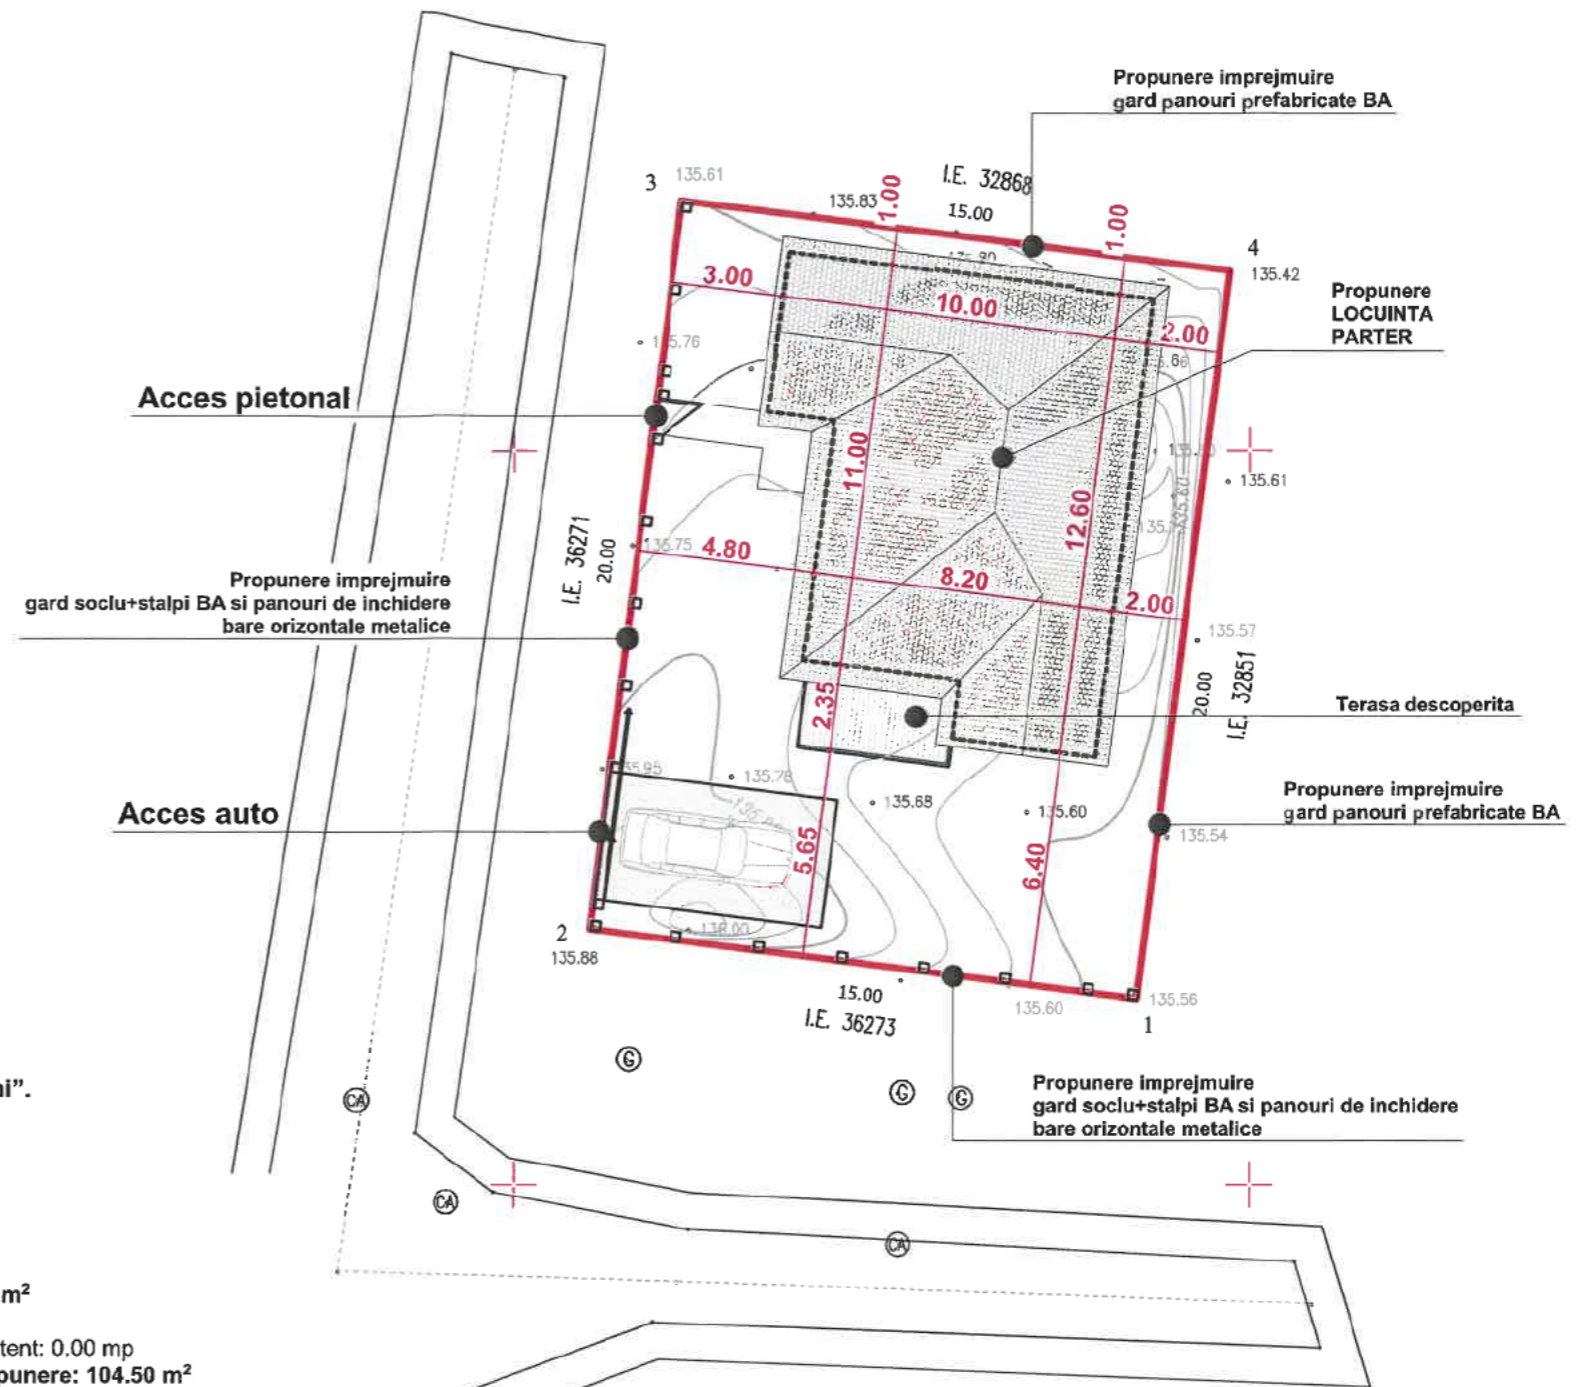 Propunere imprejmuire
gard panouri prefabricate BA
I.E. 32868
3
135.61
135.83
1.00
15.00
1.00
4
135.42
3.00
10.00
2.00
Propunere
LOCUINTA
PARTER
Acces pietonal
11.00
12.60
135.61
I.E. 36271
20.00
135.75
4.80
8.20
2.00
135.57
Propunere imprejmuire
gard soclu+stalpi BA si panouri de inchidere
bare orizontale metalice
2.35
20.00
I.E. 32851
Terasa descoperita
135.78
135.68
135.60
Propunere imprejmuire
gard panouri prefabricate BA
135.54
Acces auto
5.65
6.40
2
135.88
15.00
I.E. 36273
135.60
135.56
1
G
G
G
CA
ni”.
Propunere imprejmuire
gard soclu+stalpi BA si panouri de inchidere
bare orizontale metalice
CA
CA
m²
tent: 0.00 mp
punere: 104.50 m²